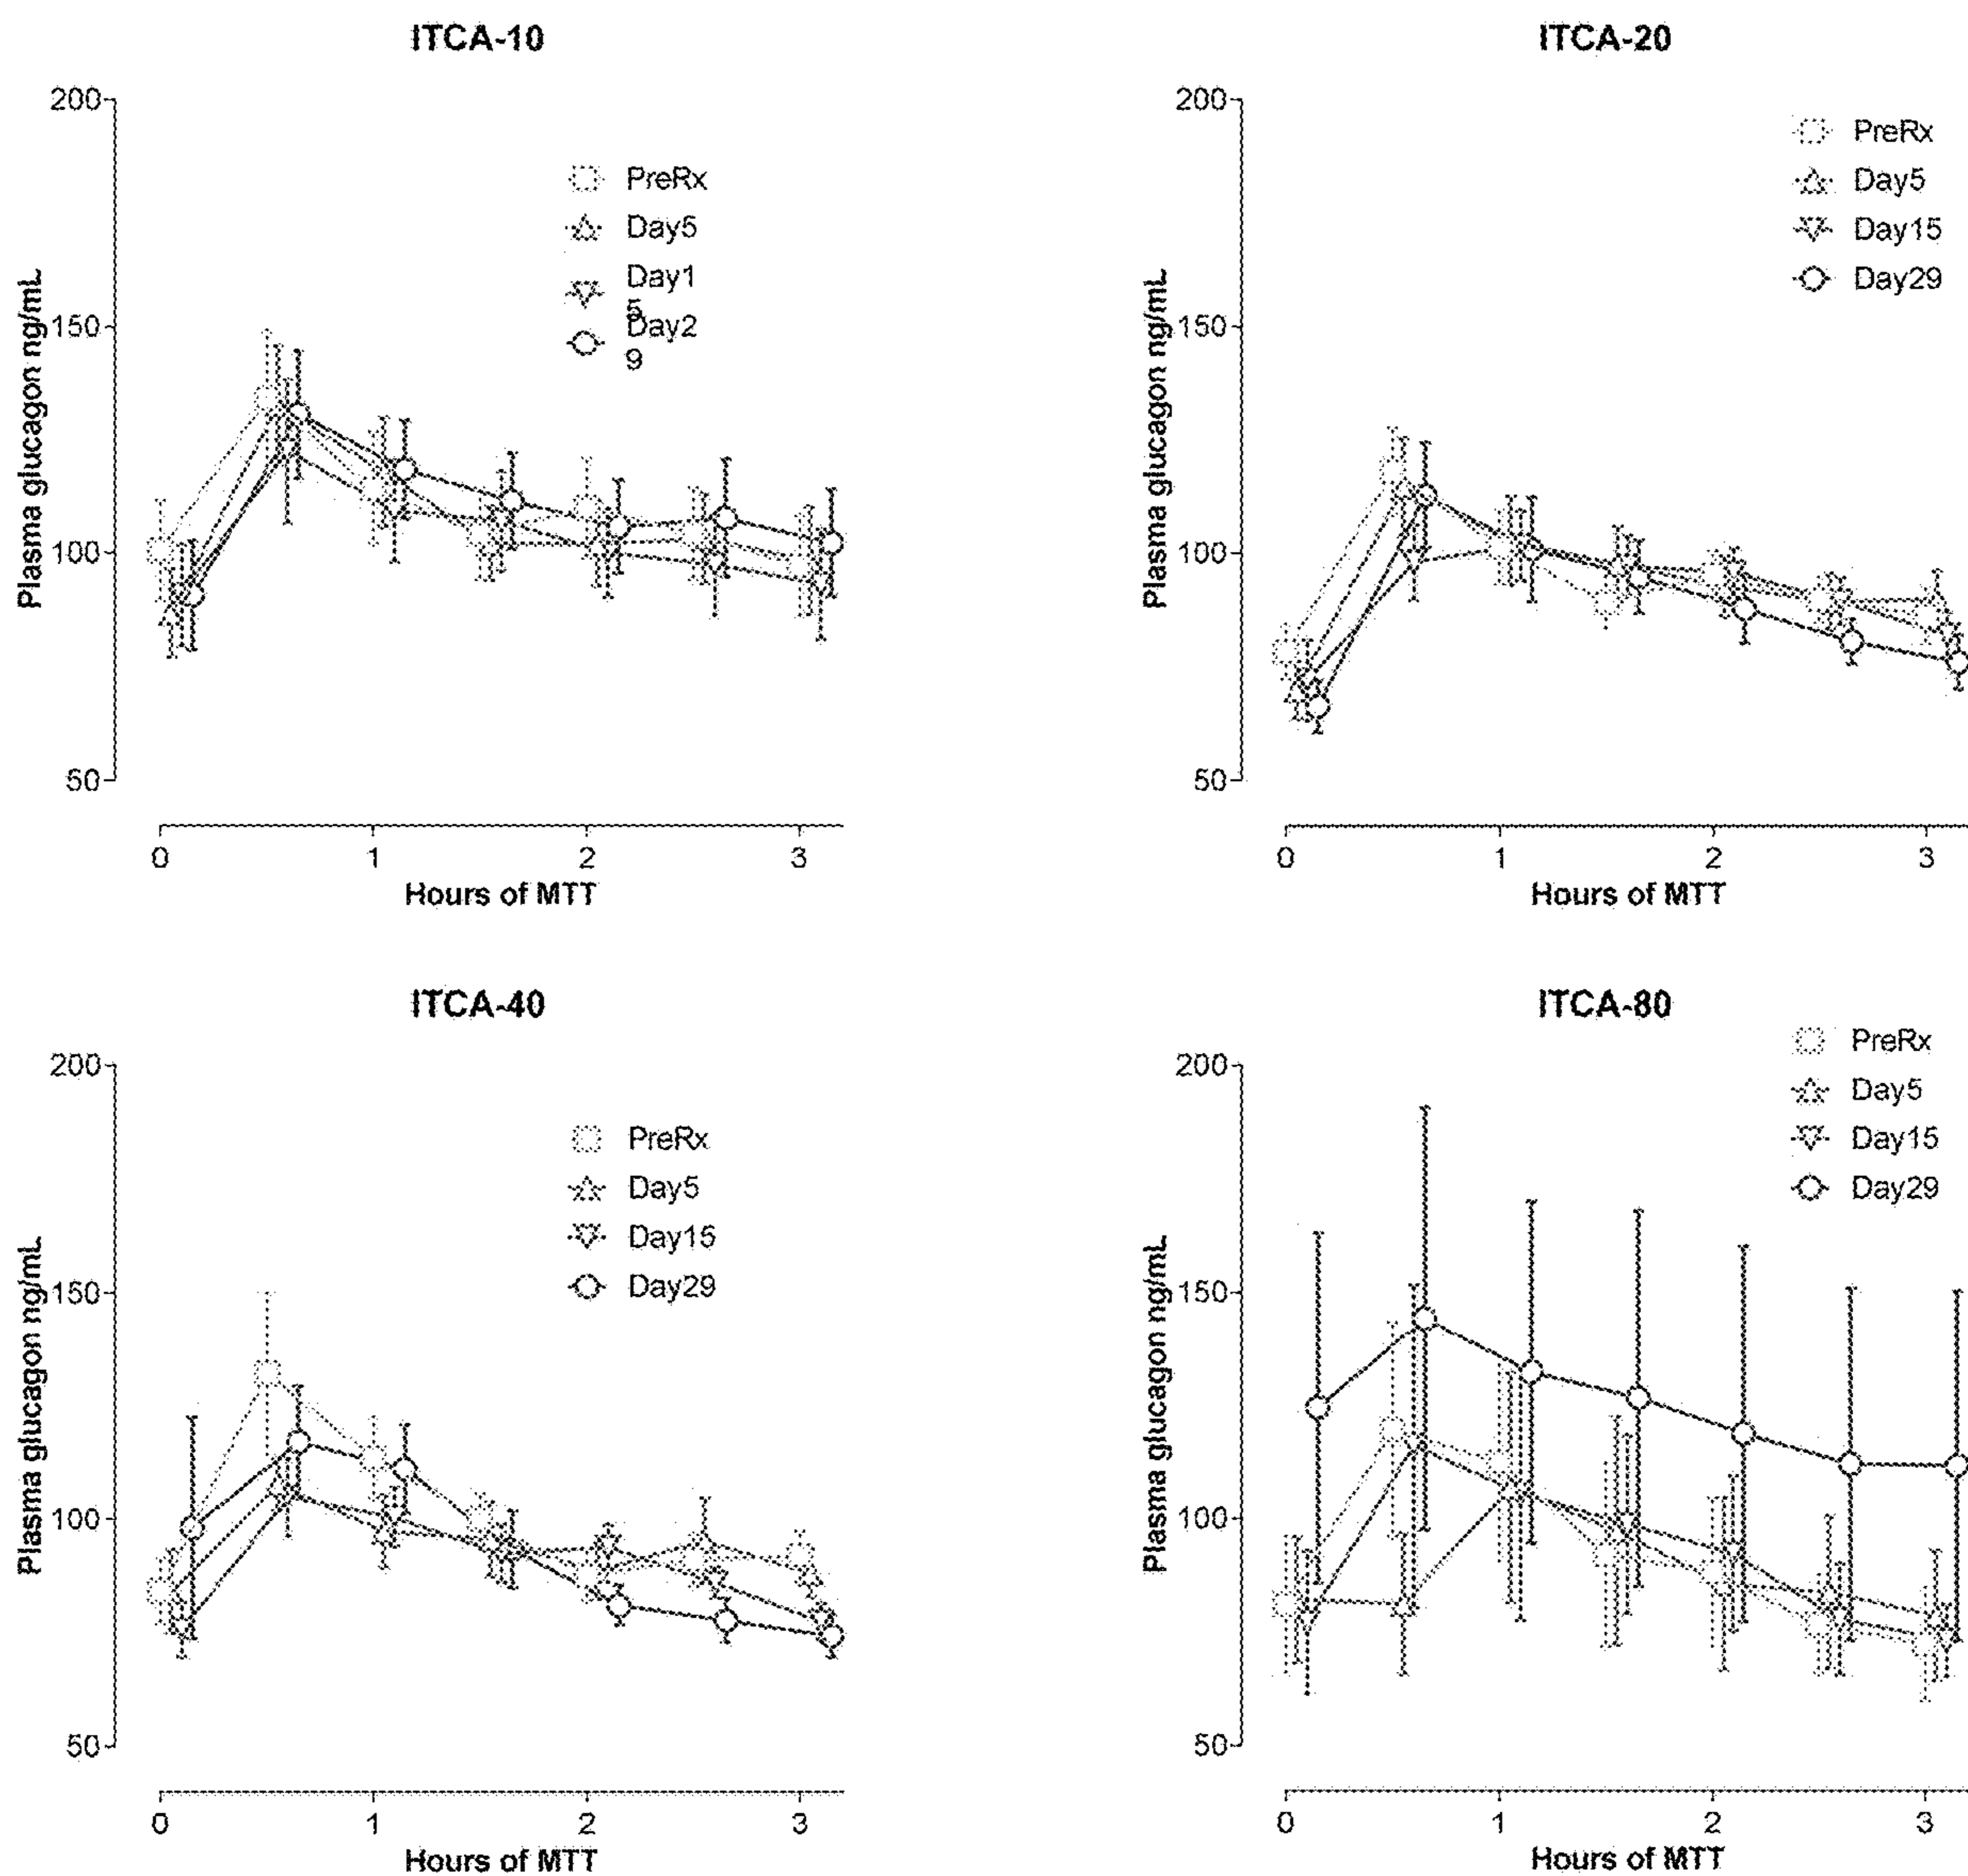 ITCA-10
Plasma glucagon ng/mL
200
150
100
50
PreRx
Day5
Day1
5
Day2
9
0 1 2 3
Hours of MTT
ITCA-20
Plasma glucagon ng/mL
200
150
100
50
PreRx
Day5
Day15
Day29
0 1 2 3
Hours of MTT
ITCA-40
Plasma glucagon ng/mL
200
150
100
50
PreRx
Day5
Day15
Day29
0 1 2 3
Hours of MTT
ITCA-80
Plasma glucagon ng/mL
200
150
100
50
PreRx
Day5
Day15
Day29
0 1 2 3
Hours of MTT